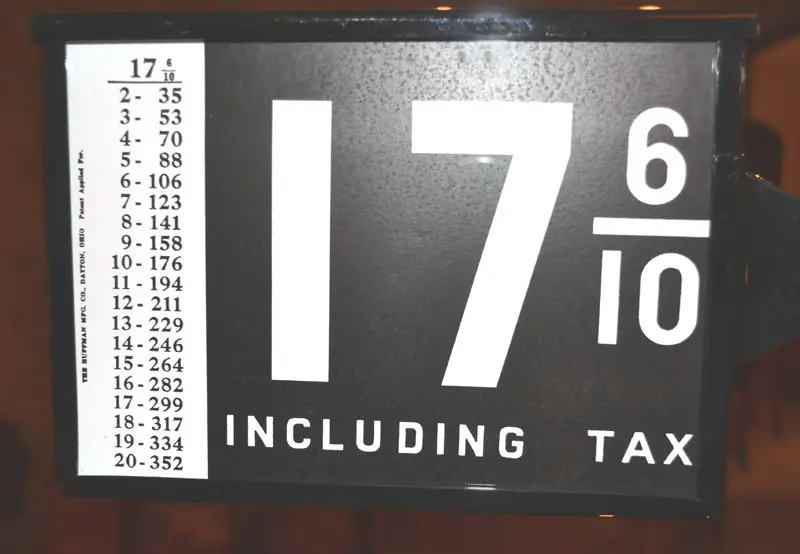 17 6/10
2 - 35
3 - 53
4 - 70
5 - 88
6 - 106
7 - 123
8 - 141
9 - 158
10 - 176
11 - 194
12 - 211
13 - 229
14 - 246
15 - 264
16 - 282
17 - 299
18 - 317
19 - 334
20 - 352
THE HUFFMAN MFG. CO., DAYTON, OHIO Patent Applied For.
17 6/10
INCLUDING TAX